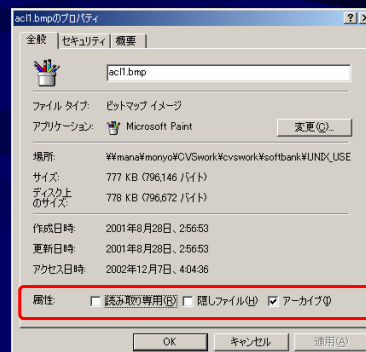 acl1.bmpのプロパティ
全般 セキュリティ 概要
acl1.bmp
ファイル タイプ: ビットマップ イメージ
アプリケーション: Microsoft Paint 変更(C)...
場所: ¥¥mana¥monyo¥CVSwork¥cvswork¥softbank¥UNIX_USE
サイズ: 777 KB (796,146 バイト)
ディスク上
のサイズ: 778 KB (796,672 バイト)
作成日時: 2001年8月28日、2:56:53
更新日時: 2001年8月28日、2:56:53
アクセス日時: 2002年12月7日、4:04:36
属性: 読み取り専用(R) 隠しファイル(H) アーカイブ(I)
OK キャンセル 適用(A)